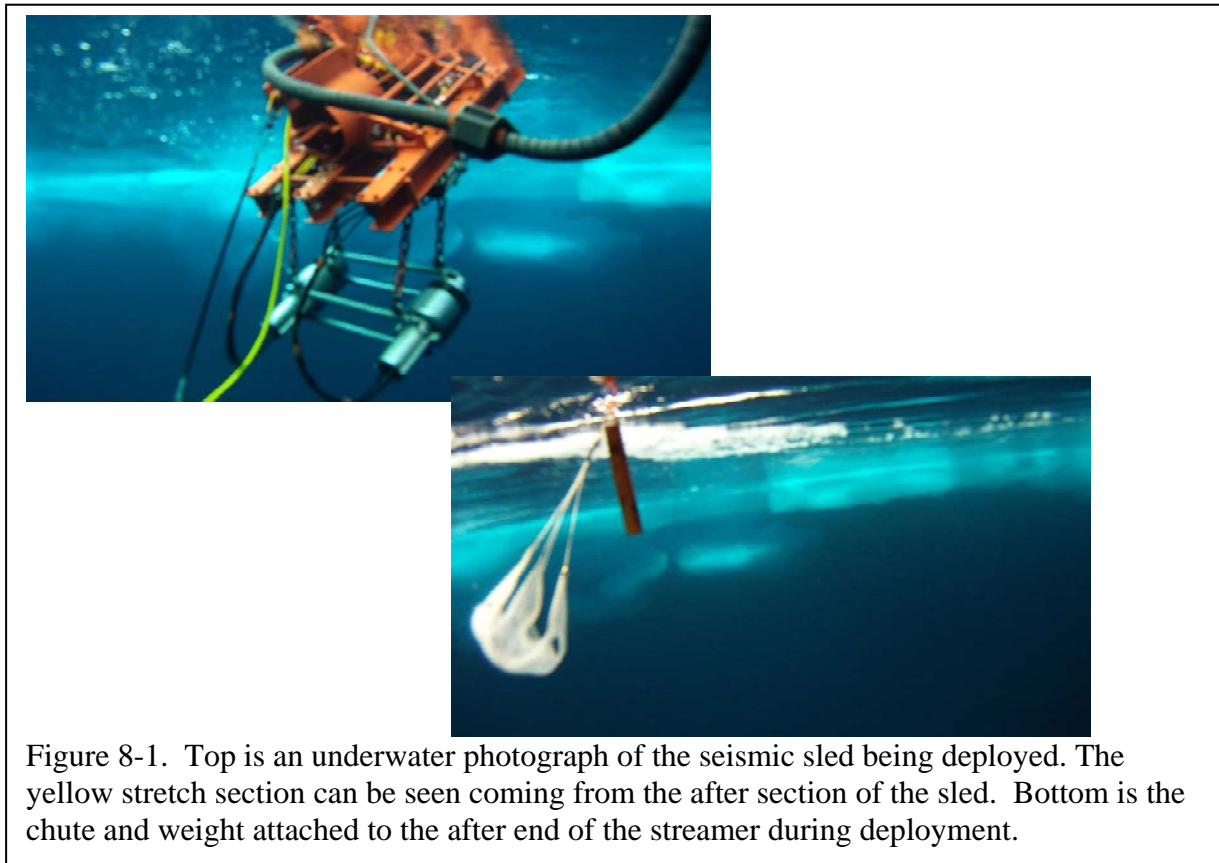 Figure 8-1.  Top is an underwater photograph of the seismic sled being deployed. The
yellow stretch section can be seen coming from the after section of the sled.  Bottom is the
chute and weight attached to the after end of the streamer during deployment.